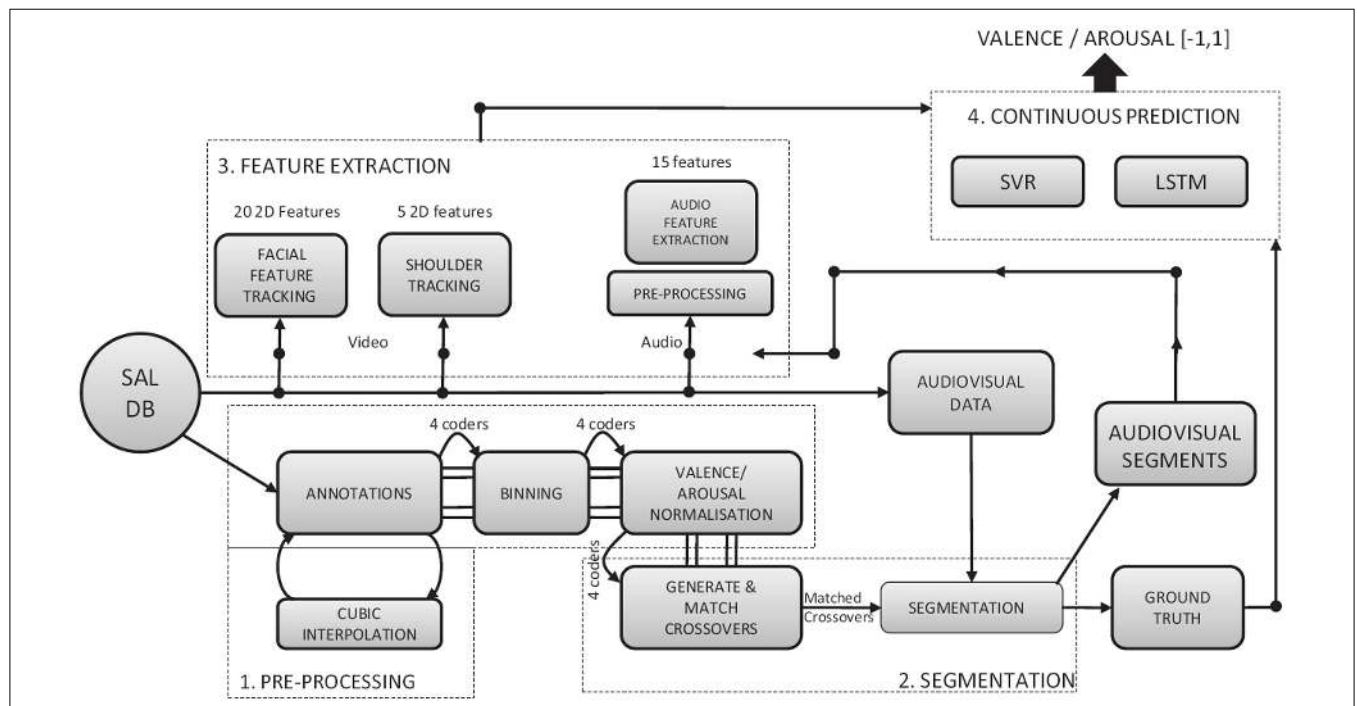 VALENCE / AROUSAL [-1,1]
4. CONTINUOUS PREDICTION
SVR
LSTM
3. FEATURE EXTRACTION
15 features
20 2D Features
5 2D features
AUDIO
FEATURE
EXTRACTION
FACIAL
FEATURE
TRACKING
SHOULDER
TRACKING
PRE-PROCESSING
Video
Audio
SAL
DB
AUDIOVISUAL
DATA
AUDIOVISUAL
SEGMENTS
4 coders
4 coders
ANNOTATIONS
BINNING
VALENCE/
AROUSAL
NORMALISATION
4 coders
CUBIC
INTERPOLATION
GENERATE &
MATCH
CROSSOVERS
Matched
Crossovers
SEGMENTATION
GROUND
TRUTH
1. PRE-PROCESSING
2. SEGMENTATION